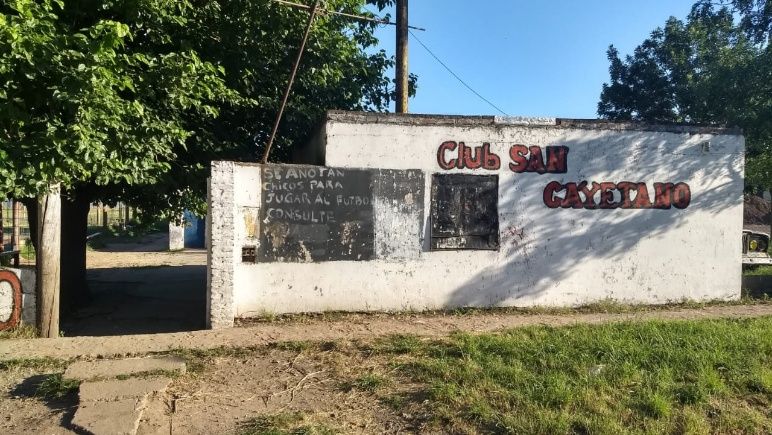 SE ANOTAN
CHICOS PARA
JUGAR AL FUTBOL
CONSULTE
Club SAN
CAYETANO